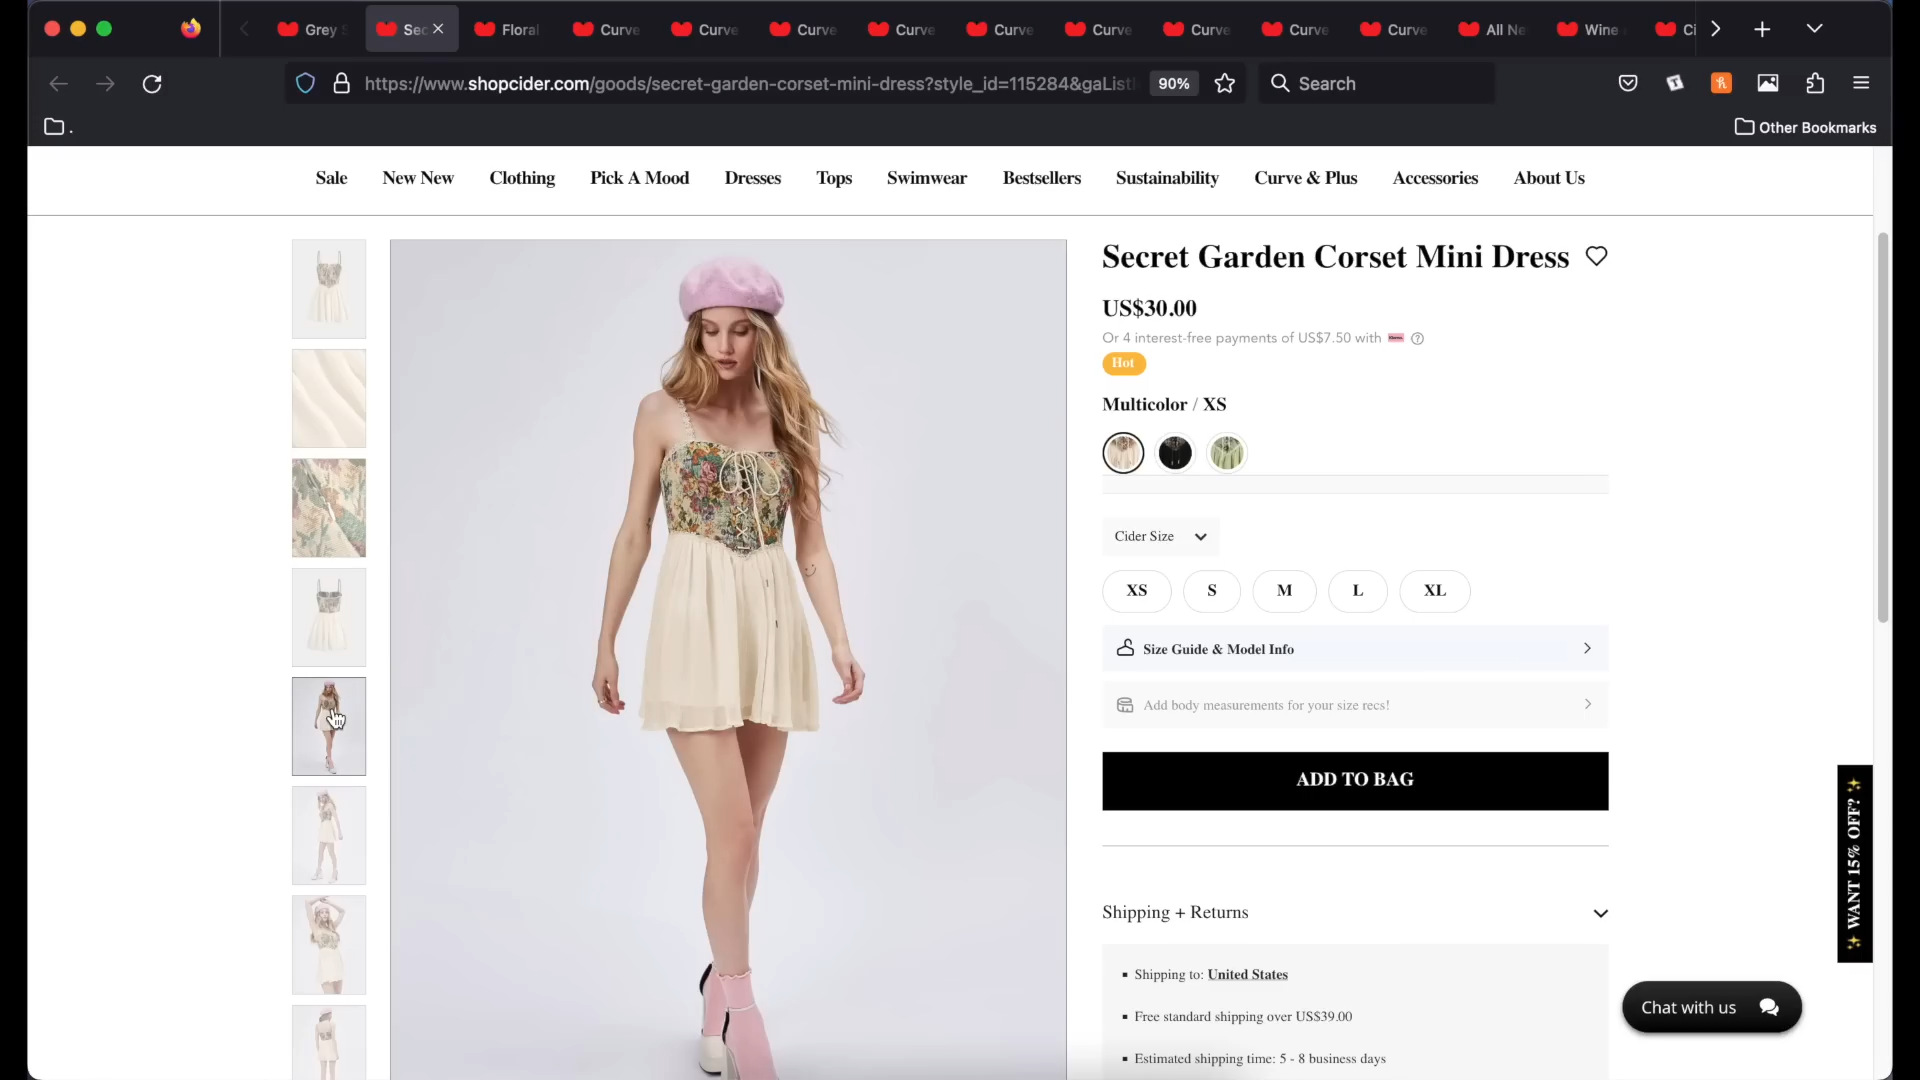 Grey S
Sec
Floral
Curve
Curve
Curve
Curve
Curve
Curve
Curve
Curve
Curve
All Ne
Wine
Ci
https://www.shopcider.com/goods/secret-garden-corset-mini-dress?style_id=115284&gaListI
90%
Search
.
Other Bookmarks
Sale
New New
Clothing
Pick A Mood
Dresses
Tops
Swimwear
Bestsellers
Sustainability
Curve & Plus
Accessories
About Us
Secret Garden Corset Mini Dress
US$30.00
Or 4 interest-free payments of US$7.50 with
Hot
Multicolor / XS
Cider Size
XS
S
M
L
XL
Size Guide & Model Info
Add body measurements for your size recs!
ADD TO BAG
✨ WANT 15% OFF? ✨
Shipping + Returns
▪ Shipping to: United States
▪ Free standard shipping over US$39.00
▪ Estimated shipping time: 5 - 8 business days
Chat with us